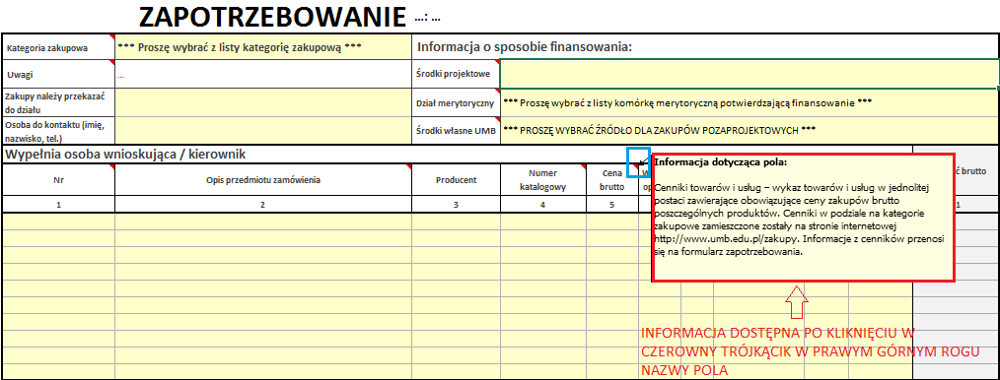 ZAPOTRZEBOWANIE ...: ...
Kategoria zakupowa
*** Proszę wybrać z listy kategorię zakupową ***
Informacja o sposobie finansowania:
Uwagi
...
Środki projektowe
Zakupy należy przekazać
do działu
Dział merytoryczny
*** Proszę wybrać z listy komórkę merytoryczną potwierdzającą finansowanie ***
Osoba do kontaktu (imię,
nazwisko, tel.)
Środki własne UMB
*** PROSZĘ WYBRAĆ ŹRÓDŁO DLA ZAKUPÓW POZAPROJEKTOWYCH ***
Wypełnia osoba wnioskująca / kierownik
Nr
Opis przedmiotu zamówienia
Producent
Numer
katalogowy
Cena
brutto
W
op
ć brutto
1
2
3
4
5
1
Informacja dotycząca pola:
Cenniki towarów i usług – wykaz towarów i usług w jednolitej
postaci zawierające obowiązujące ceny zakupów brutto
poszczególnych produktów. Cenniki w podziale na kategorie
zakupowe zamieszczone zostały na stronie internetowej
http://www.umb.edu.pl/zakupy. Informacje z cenników przenosi
się na formularz zapotrzebowania.
INFORMACJA DOSTĘPNA PO KLIKNIĘCIU W
CZEROWNY TRÓJKĄCIK W PRAWYM GÓRNYM ROGU
NAZWY POLA